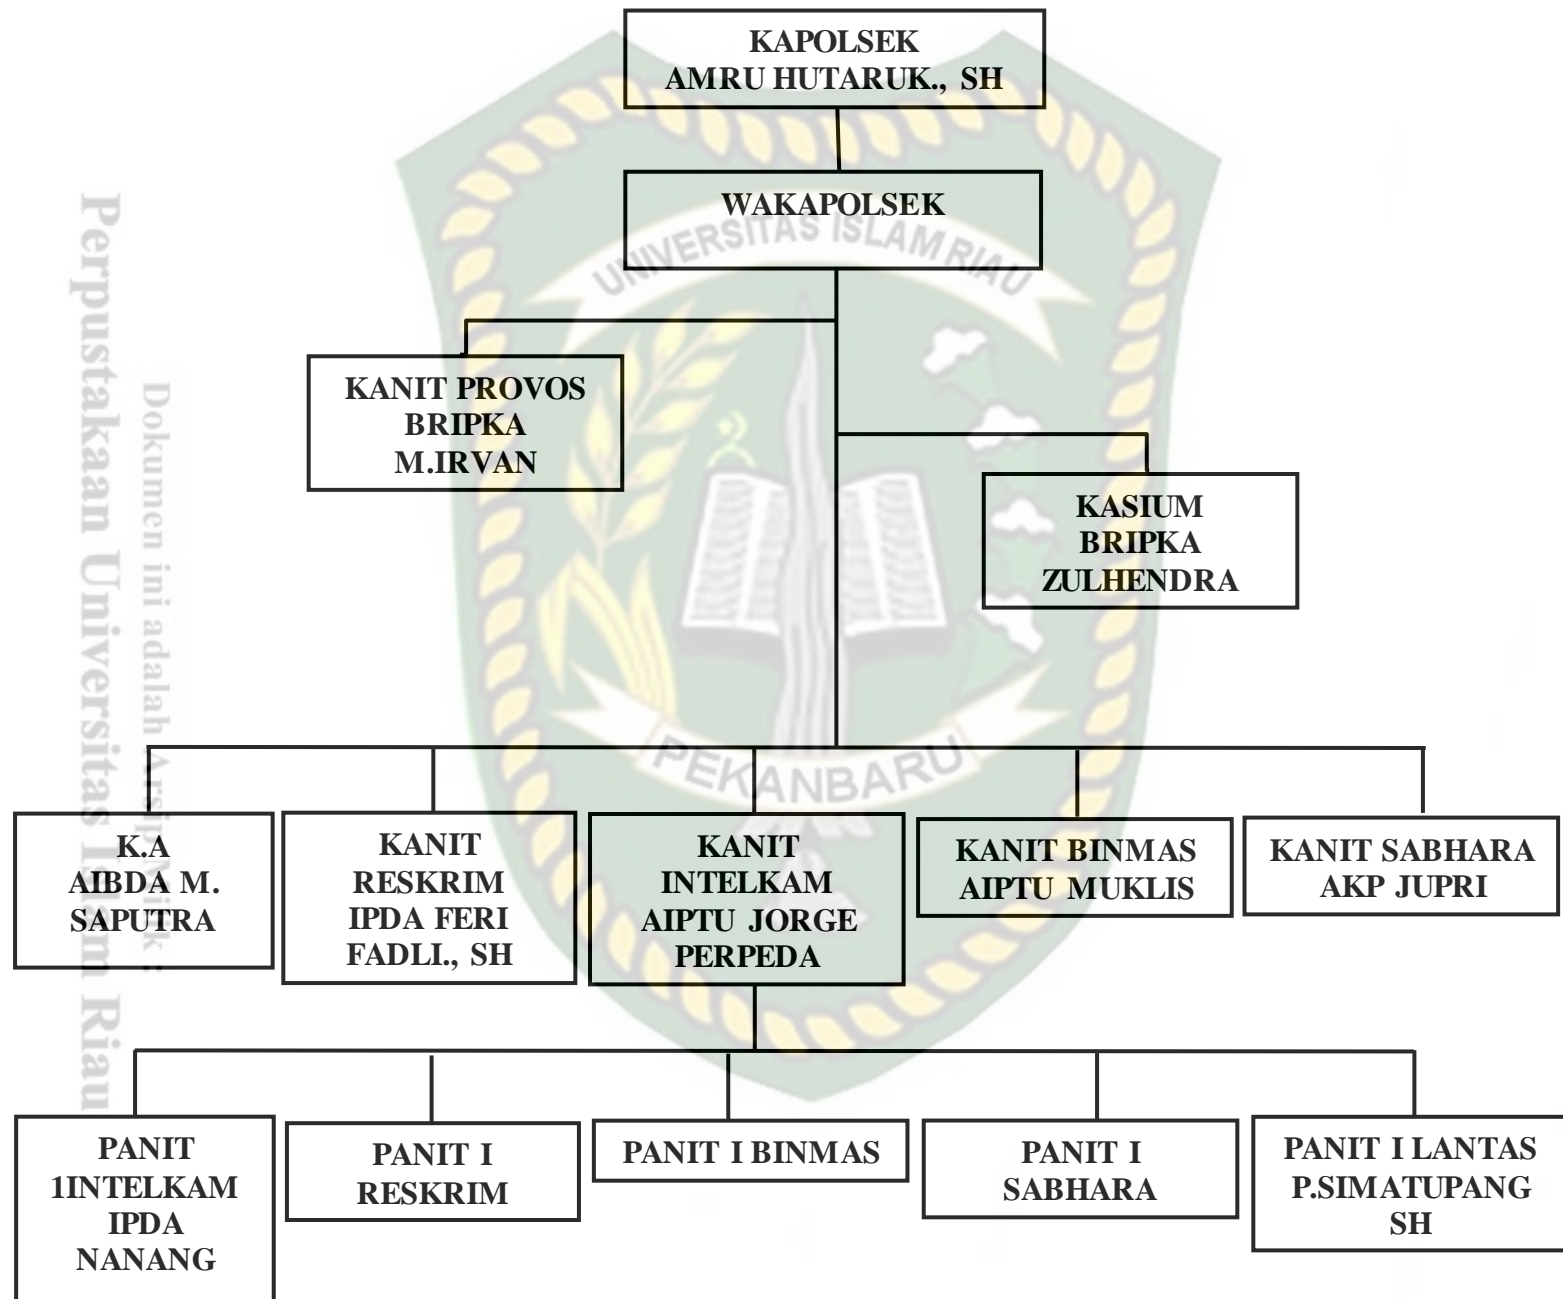 KAPOLSEK
AMRU HUTARUK., SH
WAKAPOLSEK
UNIVERSITAS ISLAM RIAU
KANIT PROVOS
BRIPKA
M.IRVAN
KASIUM
BRIPKA
ZULHENDRA
PEKANBARU
K.A
AIBDA M.
SAPUTRA
KANIT
RESKRIM
IPDA FERI
FADLI., SH
KANIT
INTELKAM
AIPTU JORGE
PERPEDA
KANIT BINMAS
AIPTU MUKLIS
KANIT SABHARA
AKP JUPRI
PANIT
1INTELKAM
IPDA
NANANG
PANIT I
RESKRIM
PANIT I BINMAS
PANIT I
SABHARA
PANIT I LANTAS
P.SIMATUPANG
SH
Dokumen ini adalah Arsip Milik :
Perpustakaan Universitas Islam Riau